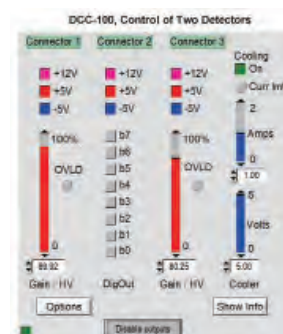 DCC-100, Control of Two Detectors
Connector 1 Connector 2 Connector 3 Cooling
On
+12V +12V +12V Curr lmt
+5V +5V +5V
-5V -5V -5V 2
100% b7 100% Amps
b6
OVLD b5 OVLD 0
b4 1.00
b3 5
b2 Volts
b1
0 b0 0 0
89.92 80.25 5.00
Gain / HV DigOut Gain / HV Cooler
Options Show Info
Disable outputs